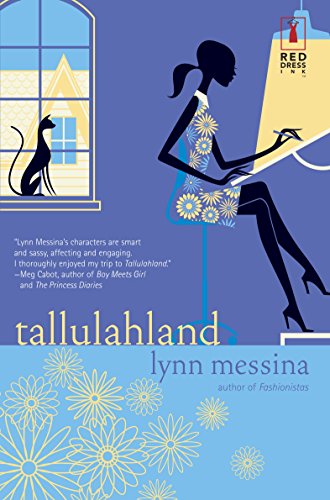 RED
DRESS
INK
™
"Lynn Messina's characters are smart
and sassy, affecting and engaging.
I thoroughly enjoyed my trip to Tallulahland."
—Meg Cabot, author of Boy Meets Girl
and The Princess Diaries
tallulahland
lynn messina
author of Fashionistas